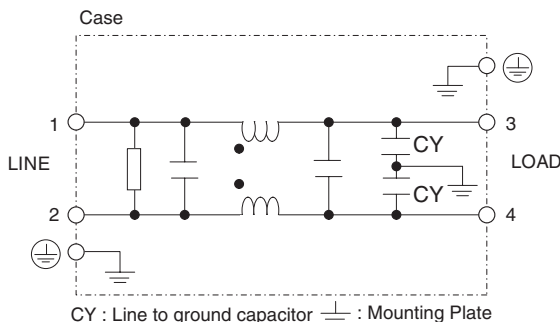 Case
1
3
CY
LINE
LOAD
CY
2
4
CY : Line to ground capacitor : Mounting Plate